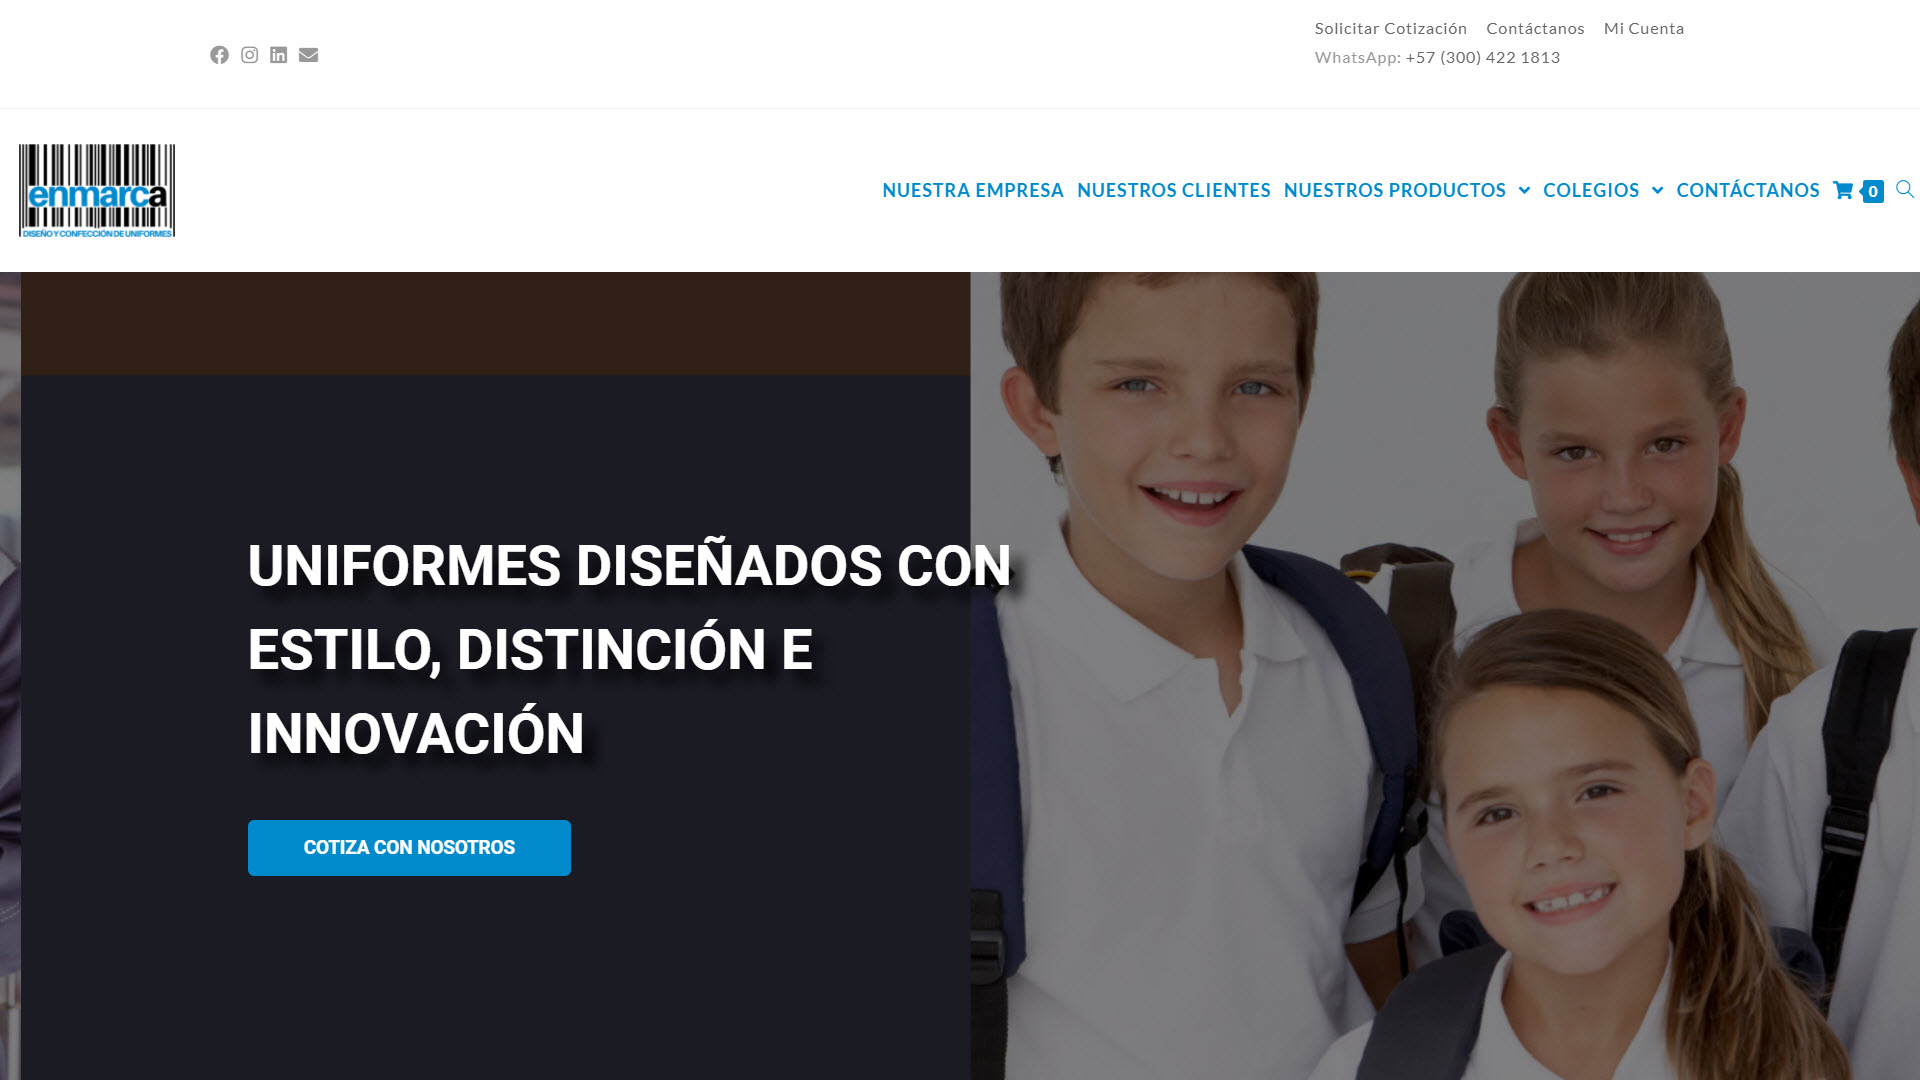 Solicitar Cotización Contáctanos Mi Cuenta
WhatsApp: +57 (300) 422 1813
enmarca
DISEÑO Y CONFECCIÓN DE UNIFORMES
NUESTRA EMPRESA NUESTROS CLIENTES NUESTROS PRODUCTOS COLEGIOS CONTÁCTANOS 0
UNIFORMES DISEÑADOS CON
ESTILO, DISTINCIÓN E
INNOVACIÓN
COTIZA CON NOSOTROS